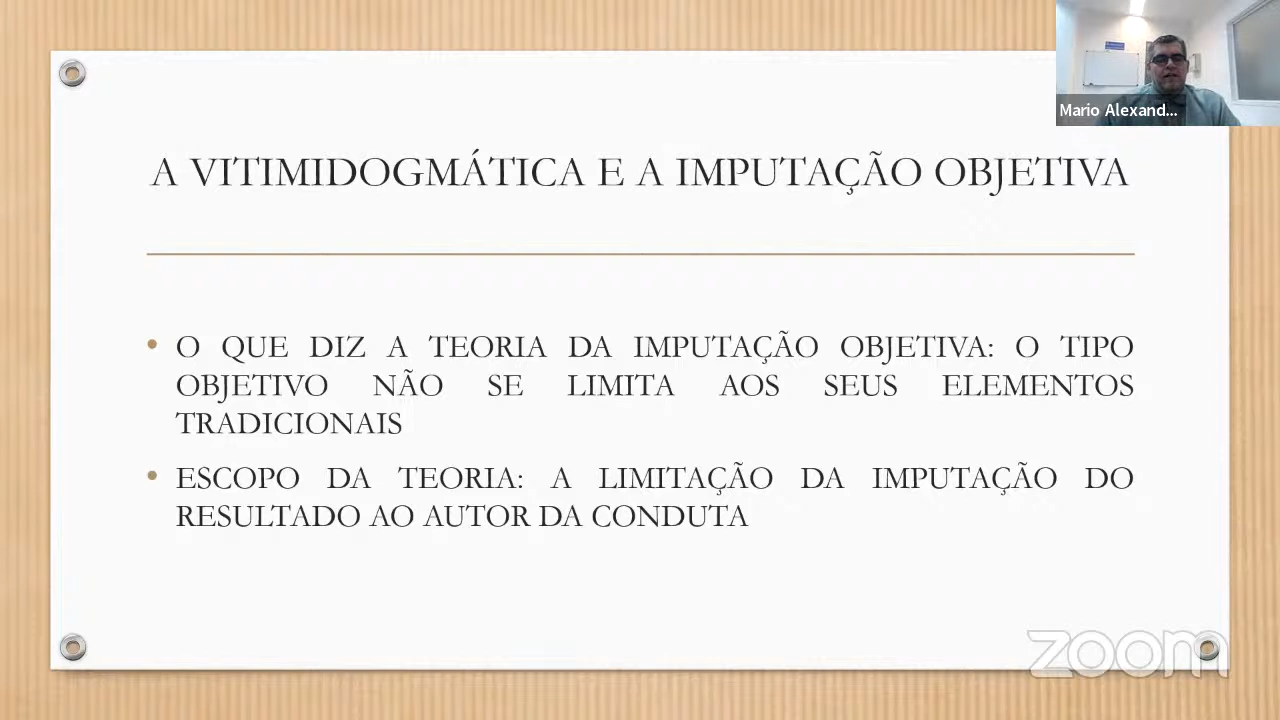 Mario Alexand...
A VITIMIDOGMÁTICA E A IMPUTAÇÃO OBJETIVA
• O QUE DIZ A TEORIA DA IMPUTAÇÃO OBJETIVA: O TIPO
OBJETIVO NÃO SE LIMITA AOS SEUS ELEMENTOS
TRADICIONAIS
• ESCOPO DA TEORIA: A LIMITAÇÃO DA IMPUTAÇÃO DO
RESULTADO AO AUTOR DA CONDUTA
zoom